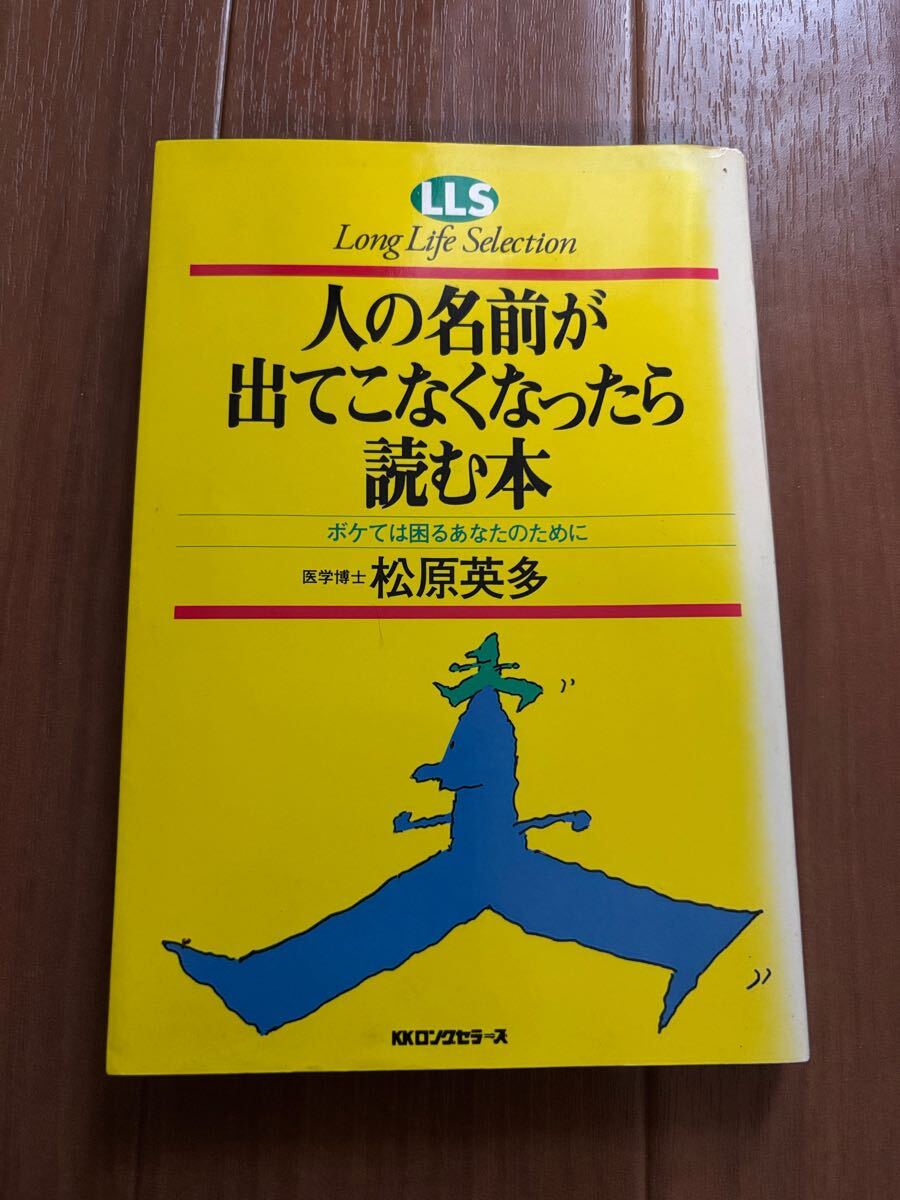 LLS
Long Life Selection
人の名前が
出てこなくなったら
読む本
ボケては困るあなたのために
医学博士 松原英多
KKロングセラーズ